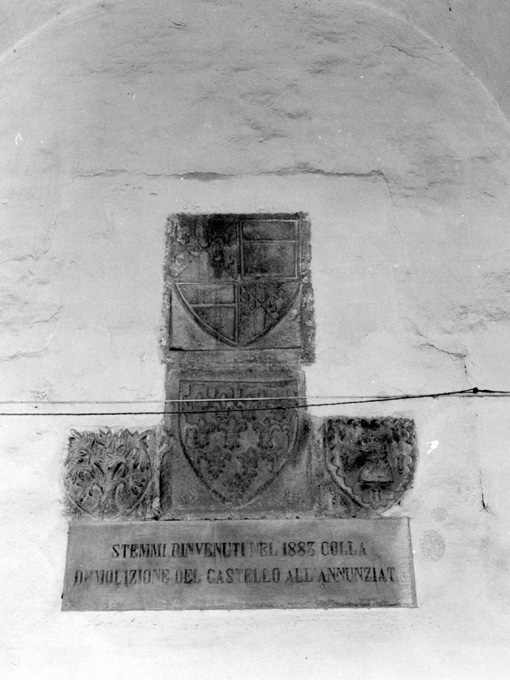 STEMMI RINVENUTI NEL 1883 COLLA
DEMOLIZIONE DEL CASTELLO ALL'ANNUNZIAT